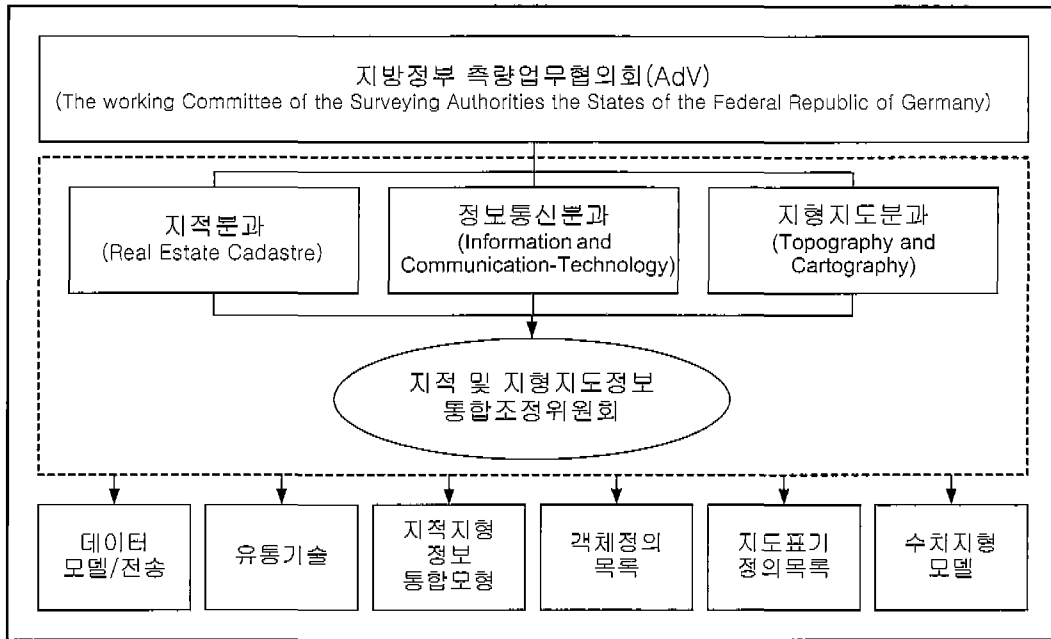 지방정부 측량업무협의회(AdV)
(The working Committee of the Surveying Authorities the States of the Federal Republic of Germany)
지적분과
(Real Estate Cadastre)
정보통신분과
(Information and
Communication-Technology)
지형지도분과
(Topography and
Cartography)
지적 및 지형지도정보
통합조정위원회
데이터
모델/전송
유통기술
지적지형
정보
통합모형
객체정의
목록
지도표기
정의목록
수치지형
모델